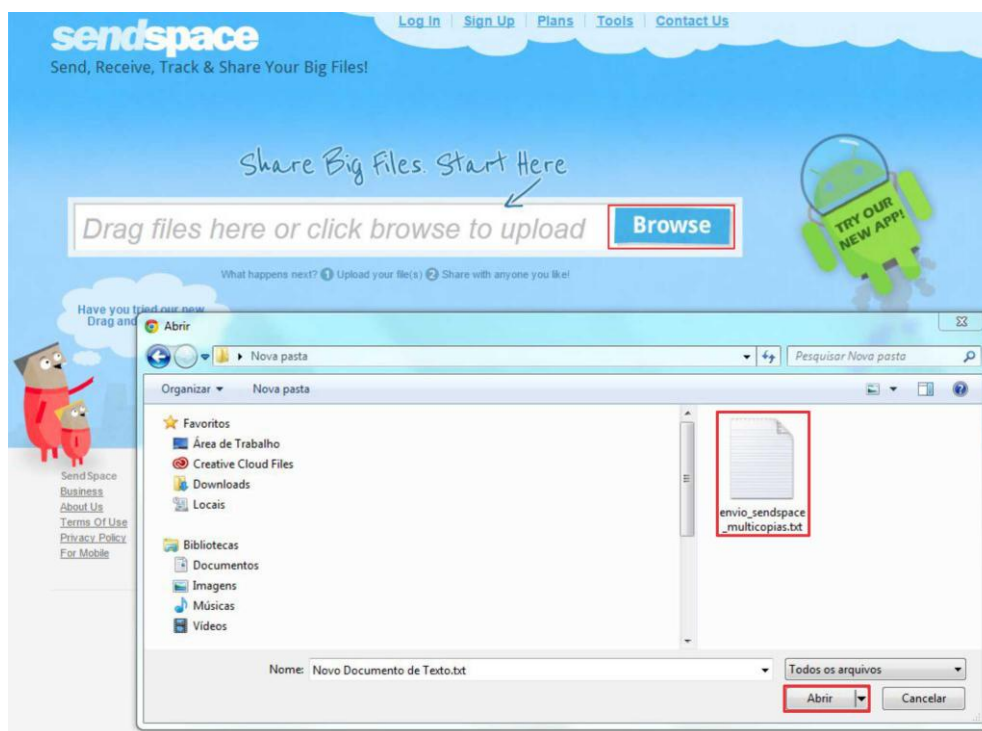 sendspace
Log In | Sign Up | Plans | Tools | Contact Us
Send, Receive, Track & Share Your Big Files!
Share Big Files. Start Here
Drag files here or click browse to upload
Browse
TRY OUR
NEW APP!
What happens next? 1 Upload your file(s) 2 Share with anyone you like!
Have you tried our new
Drag and
Abrir
Nova pasta
Pesquisar Nova pasta
Organizar
Nova pasta
Favoritos
Área de Trabalho
Creative Cloud Files
Downloads
Locais
Bibliotecas
Documentos
Imagens
Músicas
Vídeos
envio_sendspace
_multicopias.txt
SendSpace
Business
About Us
Terms Of Use
Privacy Policy
For Mobile
Nome: Novo Documento de Texto.txt
Todos os arquivos
Abrir
Cancelar